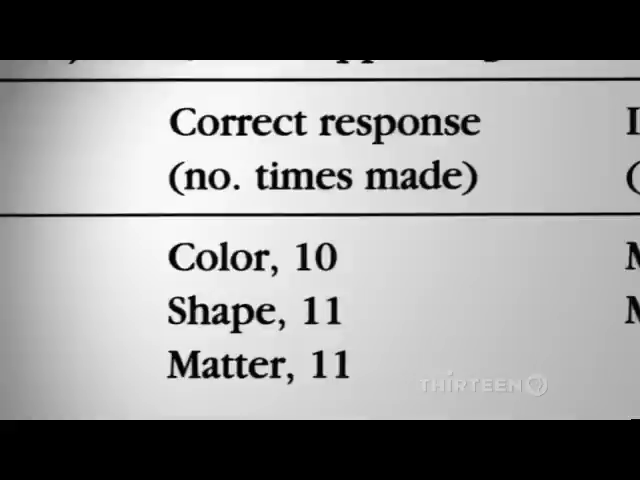 Correct response
(no. times made)
Color, 10
Shape, 11
Matter, 11
THIRTEEN